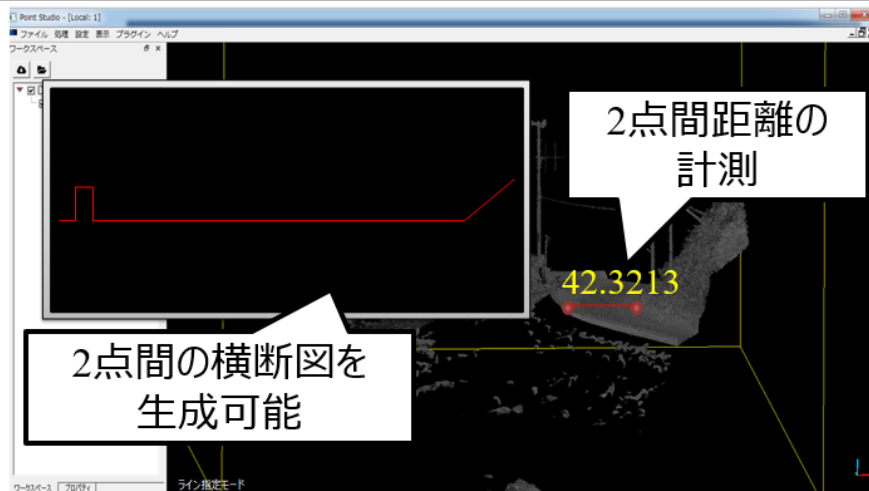 Point Studio - [Local: 1]
ファイル 処理 設定 表示 プラグイン ヘルプ
ワークスペース
2点間距離の
計測
42.3213
2点間の横断図を
生成可能
ワークスペース プロパティ
ライン指定モード